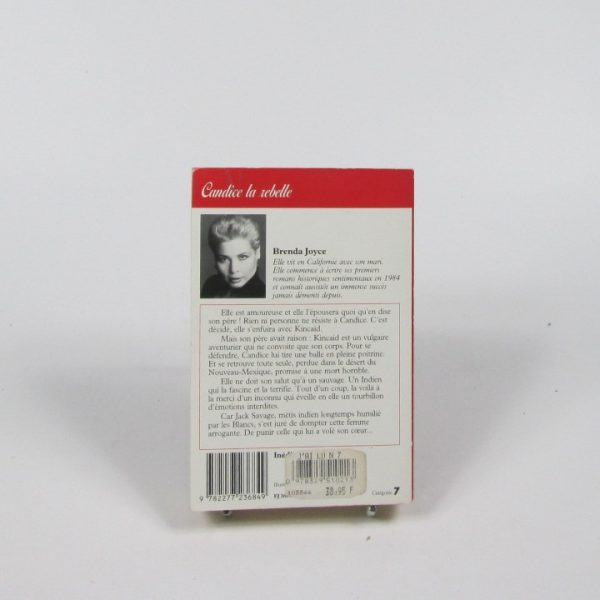 Candice la rebelle
Brenda Joyce
Elle vit en Californie avec son mari.
Elle commence à écrire ses premiers
romans historiques sentimentaux en 1984
et connaît aussitôt un immense succès
jamais démenti depuis.
Elle est amoureuse et elle l'épousera quoi qu'en dise
son père ! Rien ni personne ne résiste à Candice. C'est
décidé, elle s'enfuira avec Kincaid.
Mais son père avait raison : Kincaid est un vulgaire
aventurier qui ne convoite que son corps. Pour se
défendre, Candice lui tire une balle en pleine poitrine.
Et se retrouve toute seule, perdue dans le désert du
Nouveau-Mexique, promise à une mort horrible.
Elle ne doit son salut qu'à un sauvage. Un Indien
qui la fascine et la terrifie. Tout d'un coup, la voilà à
la merci d'un inconnu qui éveille en elle un tourbillon
d'émotions interdites.
Car Jack Savage, métis indien longtemps humilié
par les Blancs, s'est juré de dompter cette femme
arrogante. De punir celle qui lui a volé son cœur...
J'AI LU N 7
9 782277 236849
38.95 F
Catégorie 7